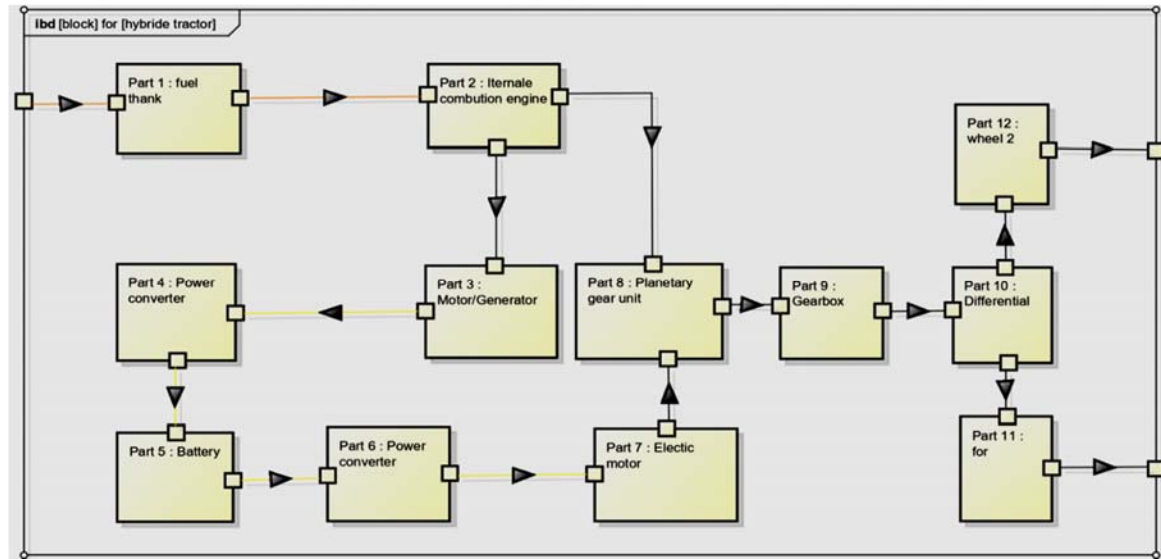 ibd [block] for [hybride tractor]
Part 1 : fuel
thank
Part 2 : Iternale
combution engine
Part 12 :
wheel 2
Part 4 : Power
converter
Part 3 :
Motor/Generator
Part 8 : Planetary
gear unit
Part 9 :
Gearbox
Part 10 :
Differential
Part 5 : Battery
Part 6 : Power
converter
Part 7 : Electic
motor
Part 11 :
for